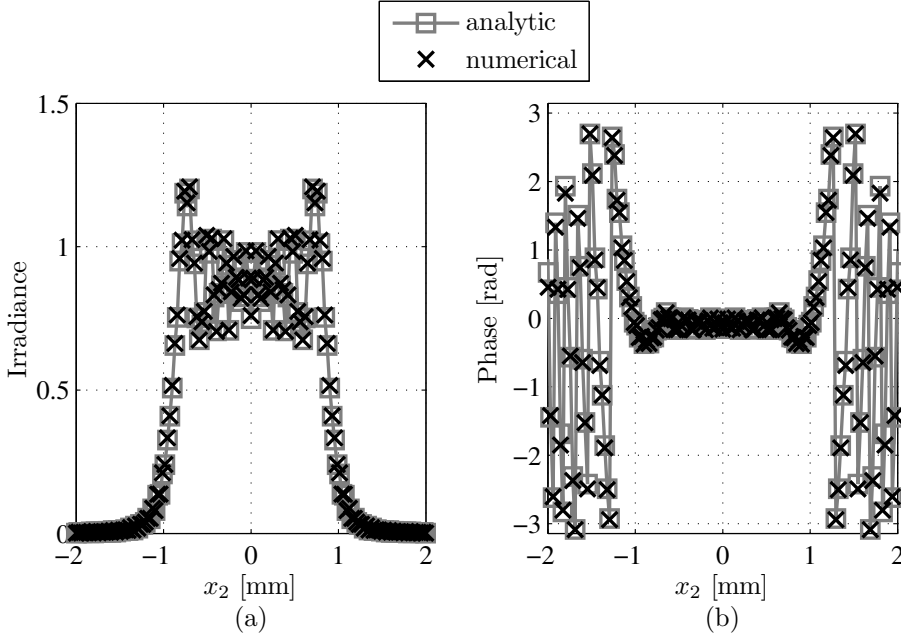 analytic
numerical
1.5
1
0.5
0
−2
−1
0
1
2
Irradiance
x₂ [mm]
(a)
3
2
1
0
−1
−2
−3
−2
−1
0
1
2
Phase [rad]
x₂ [mm]
(b)